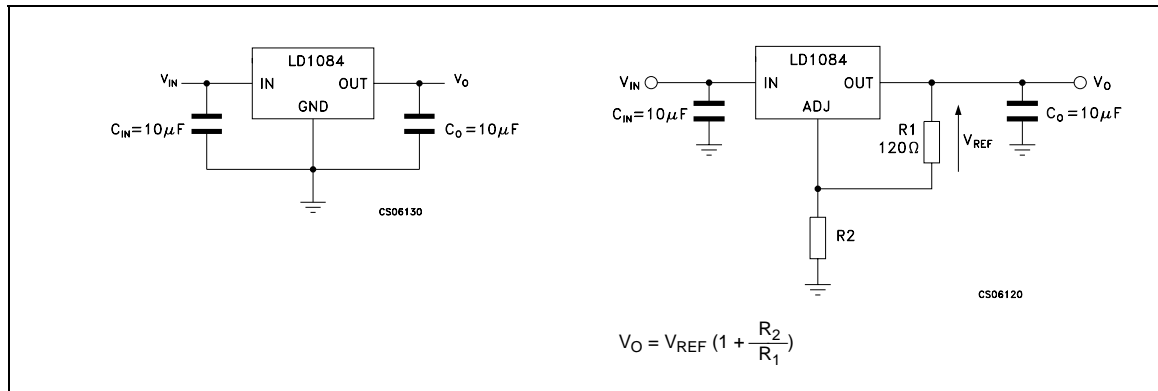 LD1084
V_IN IN OUT V_O
GND
C_IN=10μF C_O=10μF
CS06130
LD1084
V_IN IN OUT V_O
ADJ
C_IN=10μF R1 120Ω V_REF C_O=10μF
R2
CS06120
V_O = V_REF (1 + R_2/R_1)